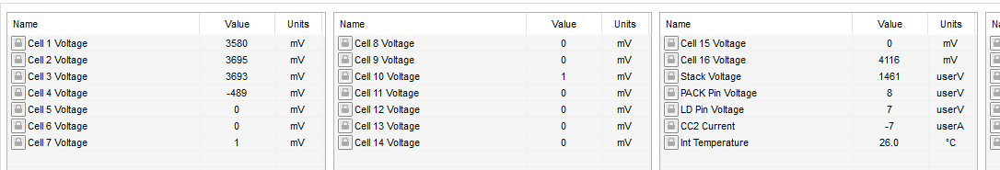 Name Value Units
Cell 1 Voltage 3580 mV
Cell 2 Voltage 3695 mV
Cell 3 Voltage 3693 mV
Cell 4 Voltage -489 mV
Cell 5 Voltage 0 mV
Cell 6 Voltage 0 mV
Cell 7 Voltage 1 mV
Name Value Units
Cell 8 Voltage 0 mV
Cell 9 Voltage 0 mV
Cell 10 Voltage 1 mV
Cell 11 Voltage 0 mV
Cell 12 Voltage 0 mV
Cell 13 Voltage 0 mV
Cell 14 Voltage 0 mV
Name Value Units
Cell 15 Voltage 0 mV
Cell 16 Voltage 4116 mV
Stack Voltage 1461 userV
PACK Pin Voltage 8 userV
LD Pin Voltage 7 userV
CC2 Current -7 userA
Int Temperature 26.0 °C